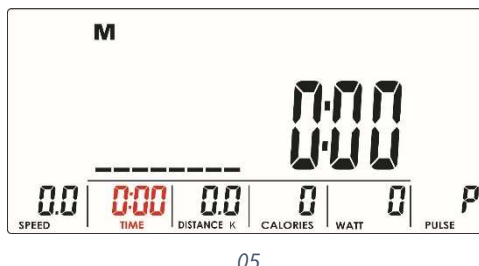 M
0:00
0.0 0:00 0.0 0 0 P
SPEED TIME DISTANCE K CALORIES WATT PULSE
05